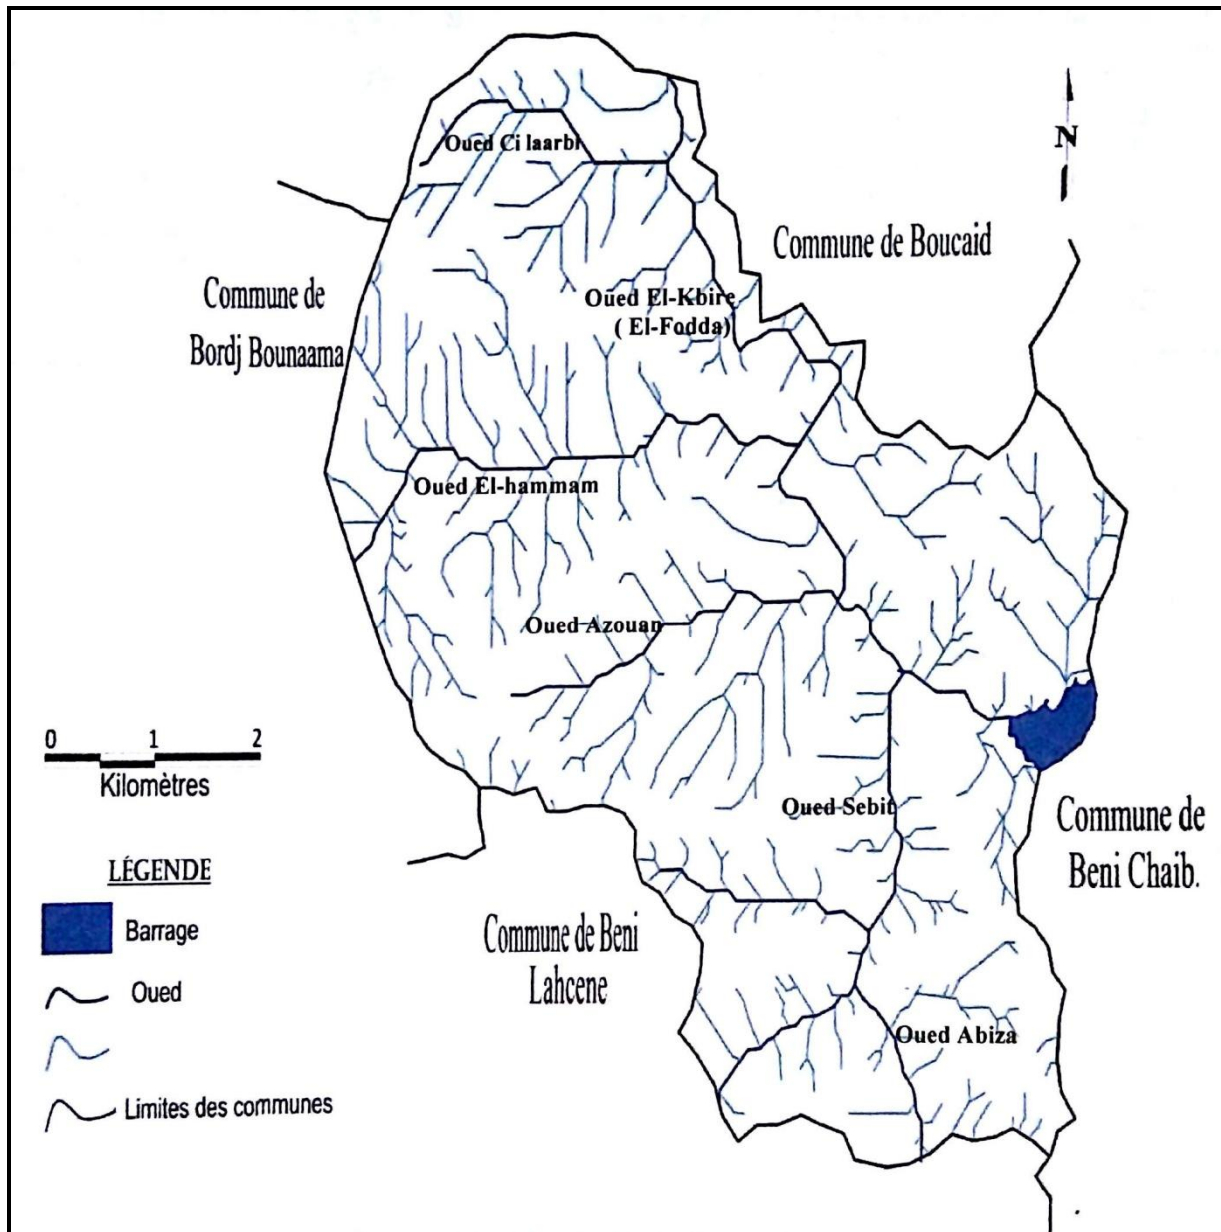 Oued Ci laarbi
N
Commune de Boucaid
Commune de
Bordj Bounaama
Oued El-Kbire
( El-Fodda)
Oued El-hammam
Oued Azouan
0 1 2
Kilomètres
Oued Sebit
Commune de
Beni Chaib.
LÉGENDE
Barrage
Oued
Limites des communes
Commune de Beni
Lahcene
Oued Abiza